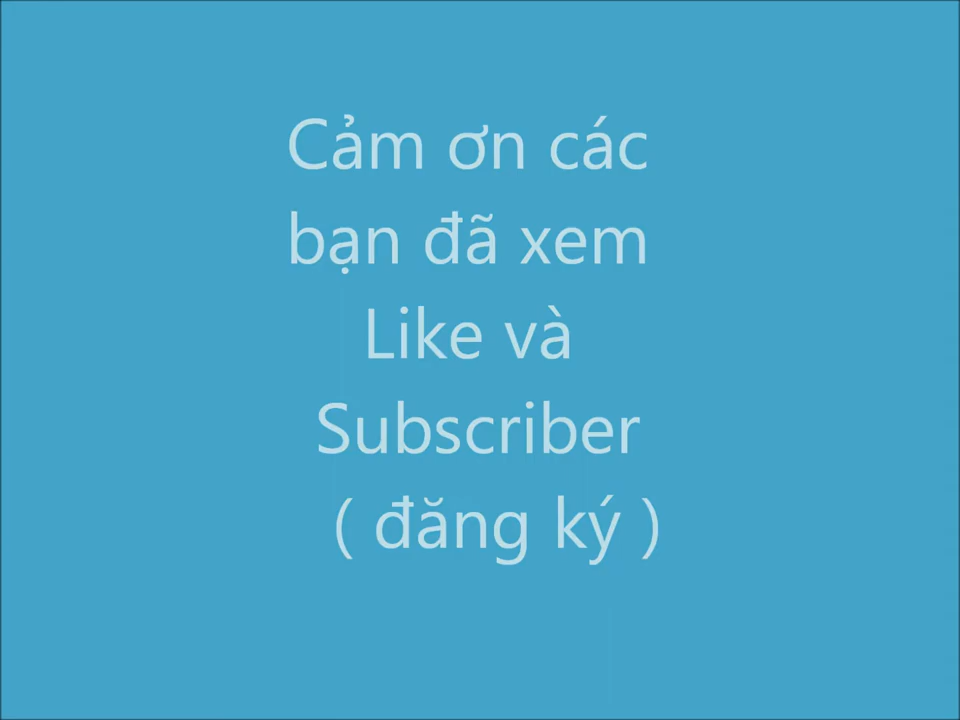 Cảm ơn các
bạn đã xem
Like và
Subscriber
( đăng ký )